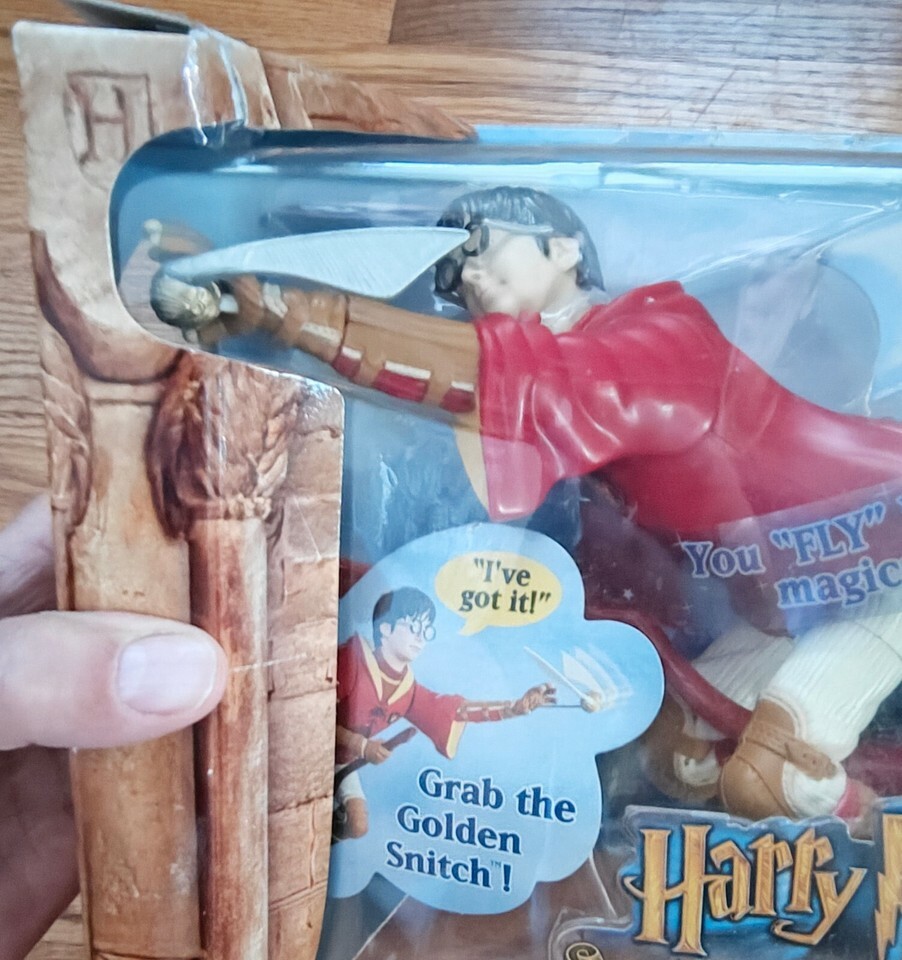 H
"I've
got it!"
You "FLY"
magic
Grab the
Golden
Snitch™!
Harry